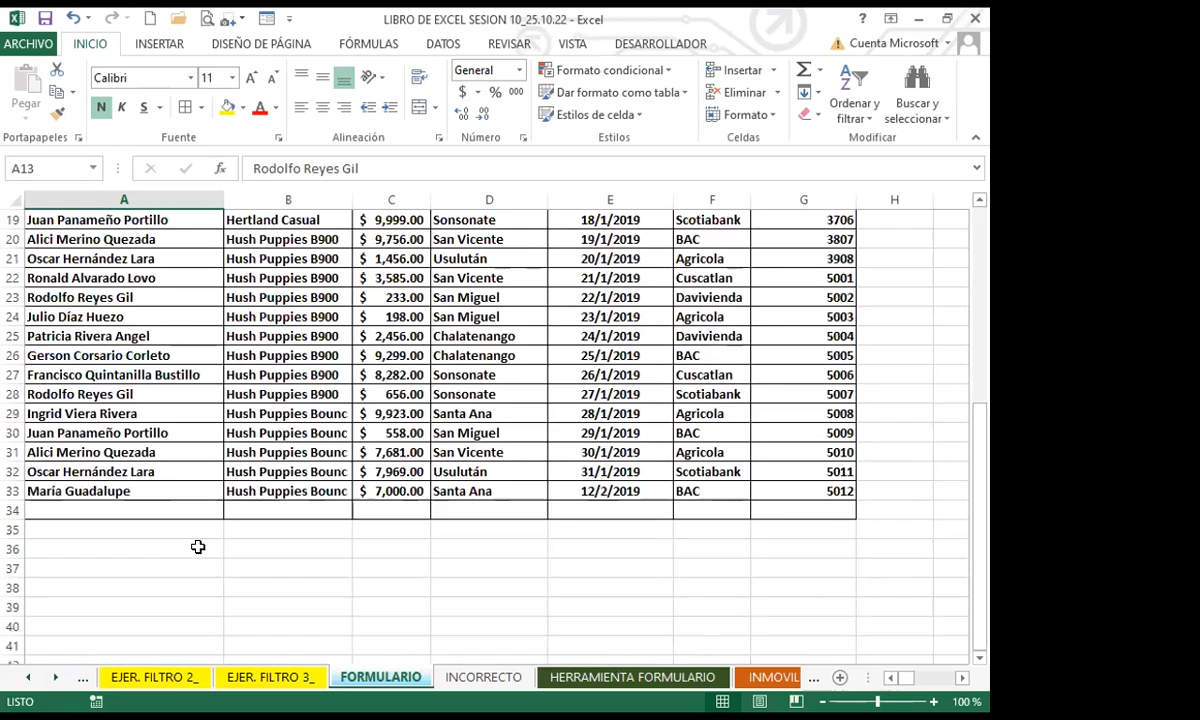 LIBRO DE EXCEL SESION 10_25.10.22 - Excel
ARCHIVO INICIO INSERTAR DISEÑO DE PÁGINA FÓRMULAS DATOS REVISAR VISTA DESARROLLADOR Cuenta Microsoft
Calibri 11 General Formato condicional Insertar
Pegar Dar formato como tabla Eliminar Ordenar y filtrar Buscar y seleccionar
N K S $ % 000 Estilos de celda Formato
Portapapeles Fuente Alineación Número Estilos Celdas Modificar
A13 fx Rodolfo Reyes Gil
A B C D E F G H
19 Juan Panameño Portillo Hertland Casual $ 9,999.00 Sonsonate 18/1/2019 Scotiabank 3706
20 Alici Merino Quezada Hush Puppies B900 $ 9,756.00 San Vicente 19/1/2019 BAC 3807
21 Oscar Hernández Lara Hush Puppies B900 $ 1,456.00 Usulután 20/1/2019 Agricola 3908
22 Ronald Alvarado Lovo Hush Puppies B900 $ 3,585.00 San Vicente 21/1/2019 Cuscatlan 5001
23 Rodolfo Reyes Gil Hush Puppies B900 $ 233.00 San Miguel 22/1/2019 Davivienda 5002
24 Julio Díaz Huezo Hush Puppies B900 $ 198.00 San Miguel 23/1/2019 Agricola 5003
25 Patricia Rivera Angel Hush Puppies B900 $ 2,456.00 Chalatenango 24/1/2019 Davivienda 5004
26 Gerson Corsario Corleto Hush Puppies B900 $ 9,299.00 Chalatenango 25/1/2019 BAC 5005
27 Francisco Quintanilla Bustillo Hush Puppies B900 $ 8,282.00 Sonsonate 26/1/2019 Cuscatlan 5006
28 Rodolfo Reyes Gil Hush Puppies B900 $ 656.00 Sonsonate 27/1/2019 Scotiabank 5007
29 Ingrid Viera Rivera Hush Puppies Bounc $ 9,923.00 Santa Ana 28/1/2019 Agricola 5008
30 Juan Panameño Portillo Hush Puppies Bounc $ 558.00 San Miguel 29/1/2019 BAC 5009
31 Alici Merino Quezada Hush Puppies Bounc $ 7,681.00 San Vicente 30/1/2019 Agricola 5010
32 Oscar Hernández Lara Hush Puppies Bounc $ 7,969.00 Usulután 31/1/2019 Scotiabank 5011
33 María Guadalupe Hush Puppies Bounc $ 7,000.00 Santa Ana 12/2/2019 BAC 5012
34
35
36
37
38
39
40
41
... EJER. FILTRO 2_ EJER. FILTRO 3_ FORMULARIO INCORRECTO HERRAMIENTA FORMULARIO INMOVIL ...
LISTO 100 %